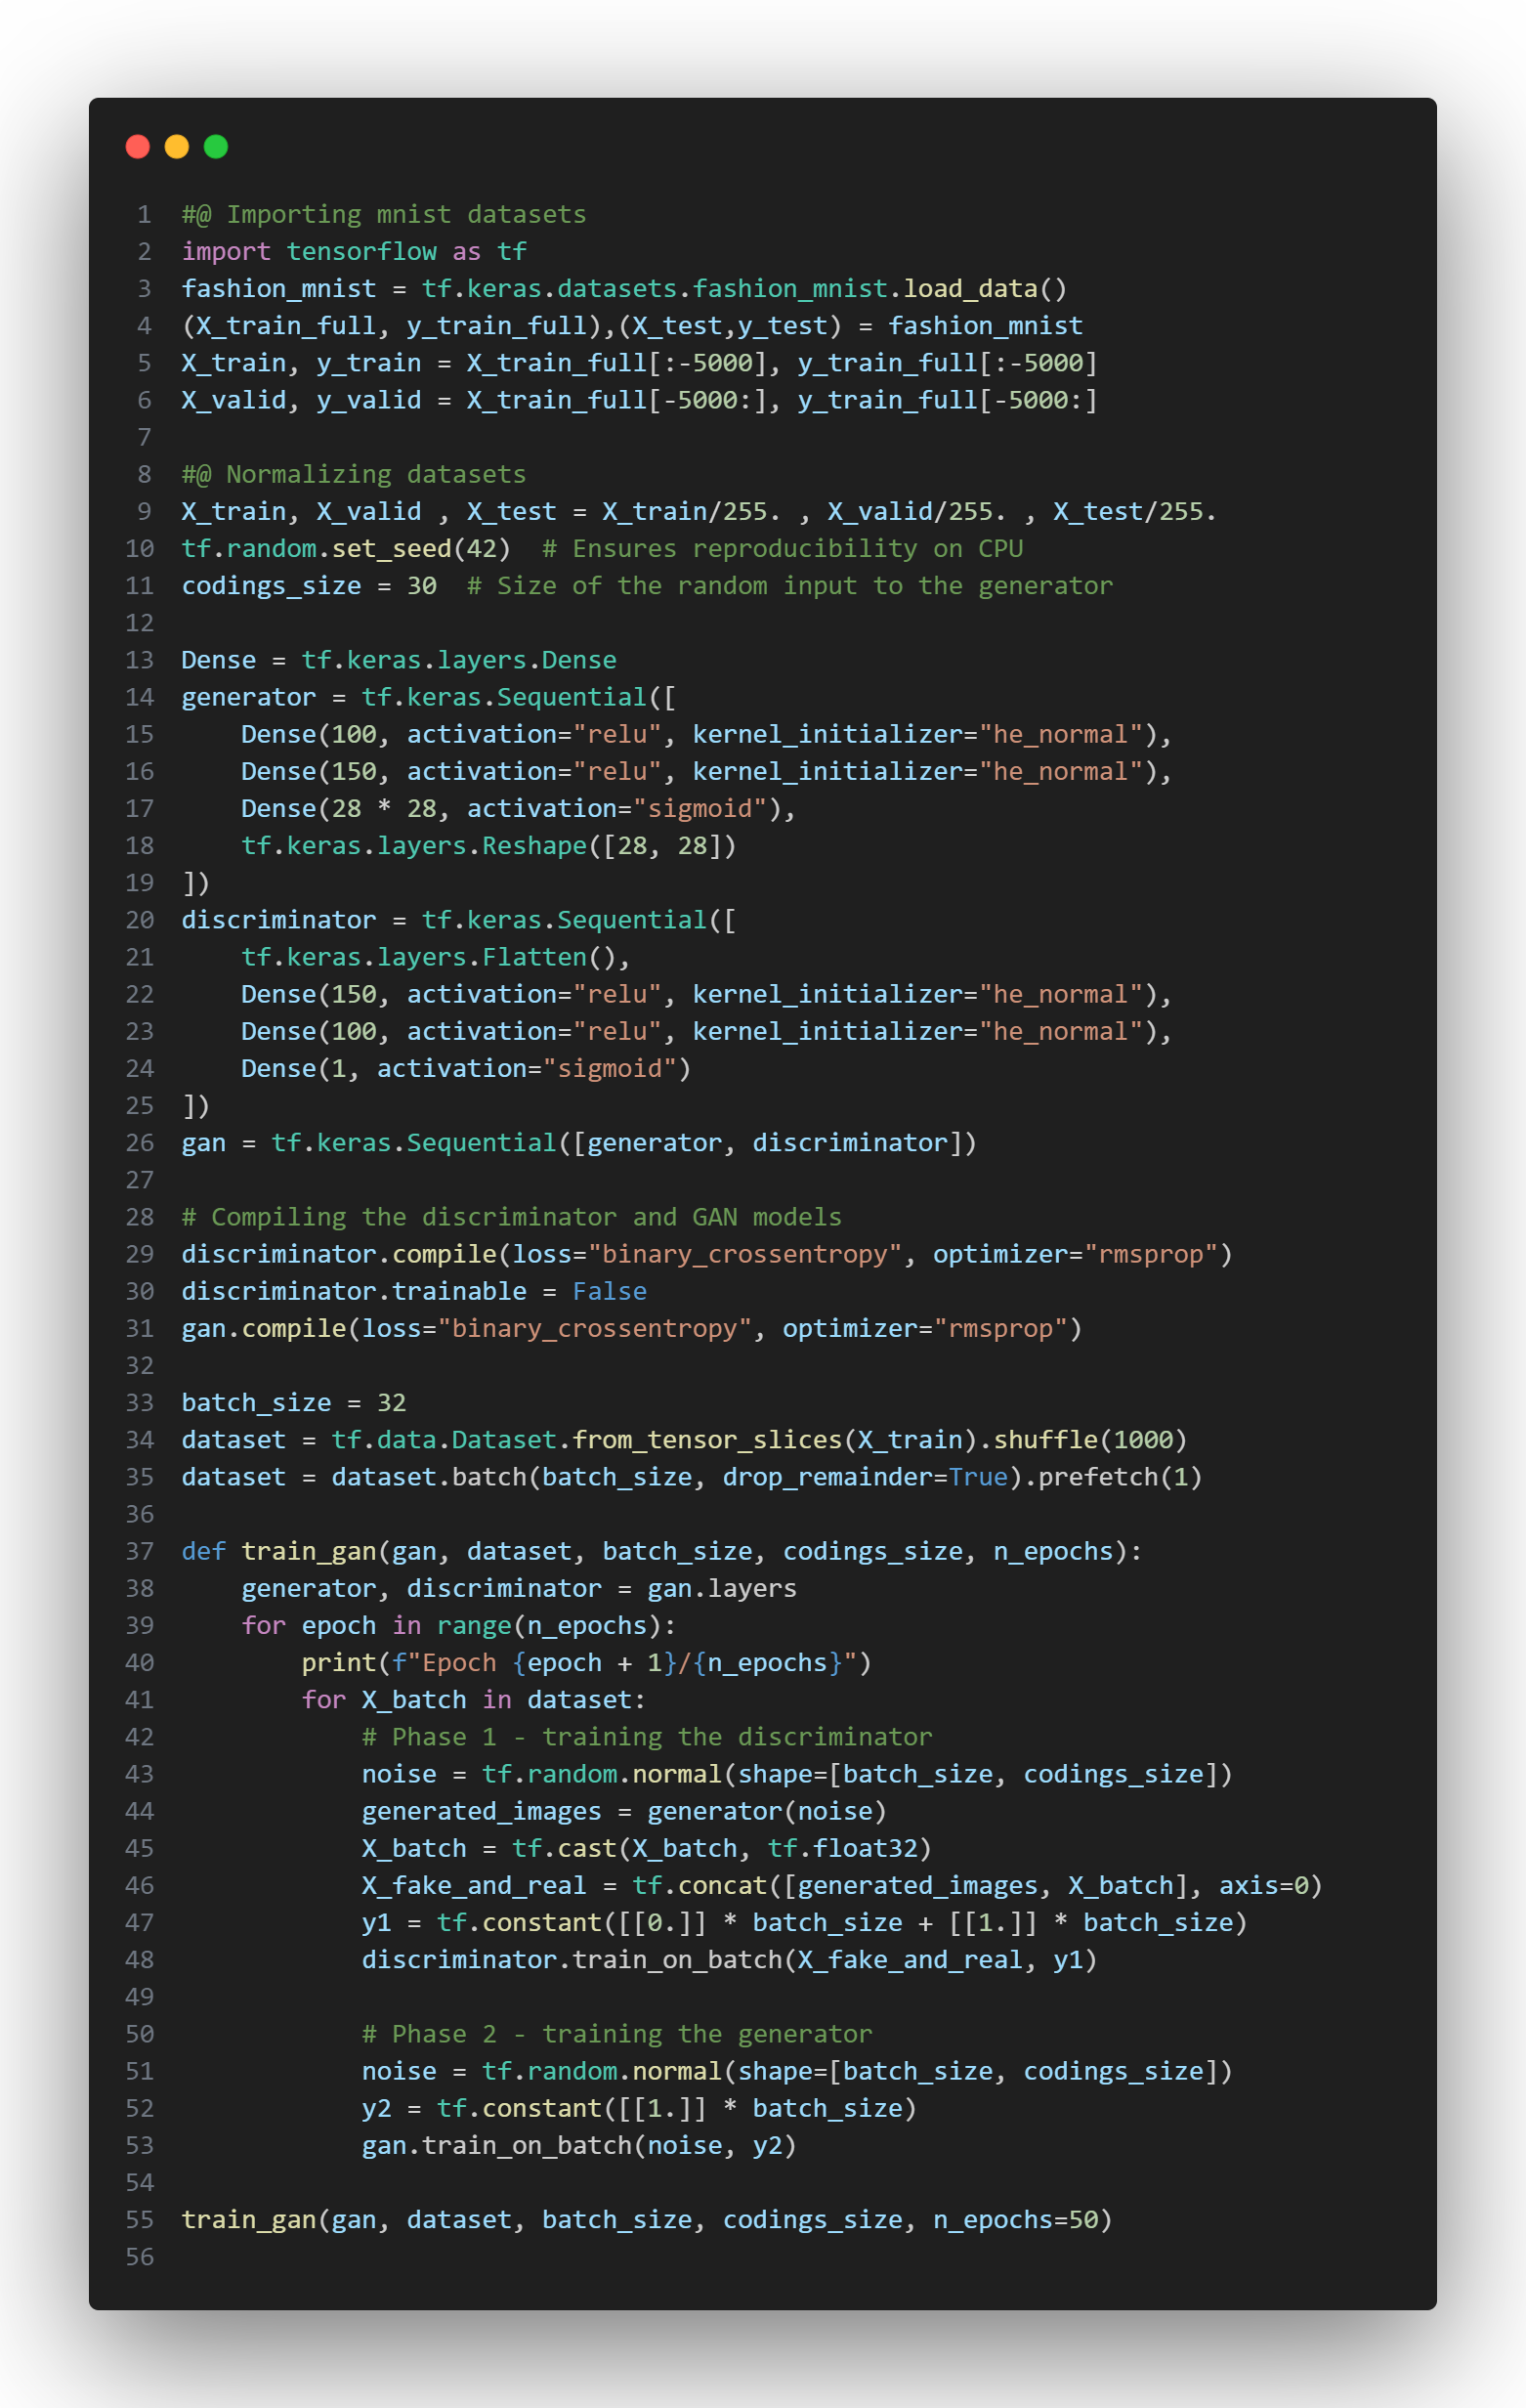 1 #@ Importing mnist datasets
2 import tensorflow as tf
3 fashion_mnist = tf.keras.datasets.fashion_mnist.load_data()
4 (X_train_full, y_train_full),(X_test,y_test) = fashion_mnist
5 X_train, y_train = X_train_full[:-5000], y_train_full[:-5000]
6 X_valid, y_valid = X_train_full[-5000:], y_train_full[-5000:]
7
8 #@ Normalizing datasets
9 X_train, X_valid , X_test = X_train/255. , X_valid/255. , X_test/255.
10 tf.random.set_seed(42)  # Ensures reproducibility on CPU
11 codings_size = 30  # Size of the random input to the generator
12
13 Dense = tf.keras.layers.Dense
14 generator = tf.keras.Sequential([
15     Dense(100, activation="relu", kernel_initializer="he_normal"),
16     Dense(150, activation="relu", kernel_initializer="he_normal"),
17     Dense(28 * 28, activation="sigmoid"),
18     tf.keras.layers.Reshape([28, 28])
19 ])
20 discriminator = tf.keras.Sequential([
21     tf.keras.layers.Flatten(),
22     Dense(150, activation="relu", kernel_initializer="he_normal"),
23     Dense(100, activation="relu", kernel_initializer="he_normal"),
24     Dense(1, activation="sigmoid")
25 ])
26 gan = tf.keras.Sequential([generator, discriminator])
27
28 # Compiling the discriminator and GAN models
29 discriminator.compile(loss="binary_crossentropy", optimizer="rmsprop")
30 discriminator.trainable = False
31 gan.compile(loss="binary_crossentropy", optimizer="rmsprop")
32
33 batch_size = 32
34 dataset = tf.data.Dataset.from_tensor_slices(X_train).shuffle(1000)
35 dataset = dataset.batch(batch_size, drop_remainder=True).prefetch(1)
36
37 def train_gan(gan, dataset, batch_size, codings_size, n_epochs):
38     generator, discriminator = gan.layers
39     for epoch in range(n_epochs):
40         print(f"Epoch {epoch + 1}/{n_epochs}")
41         for X_batch in dataset:
42             # Phase 1 - training the discriminator
43             noise = tf.random.normal(shape=[batch_size, codings_size])
44             generated_images = generator(noise)
45             X_batch = tf.cast(X_batch, tf.float32)
46             X_fake_and_real = tf.concat([generated_images, X_batch], axis=0)
47             y1 = tf.constant([[0.]] * batch_size + [[1.]] * batch_size)
48             discriminator.train_on_batch(X_fake_and_real, y1)
49
50             # Phase 2 - training the generator
51             noise = tf.random.normal(shape=[batch_size, codings_size])
52             y2 = tf.constant([[1.]] * batch_size)
53             gan.train_on_batch(noise, y2)
54
55 train_gan(gan, dataset, batch_size, codings_size, n_epochs=50)
56